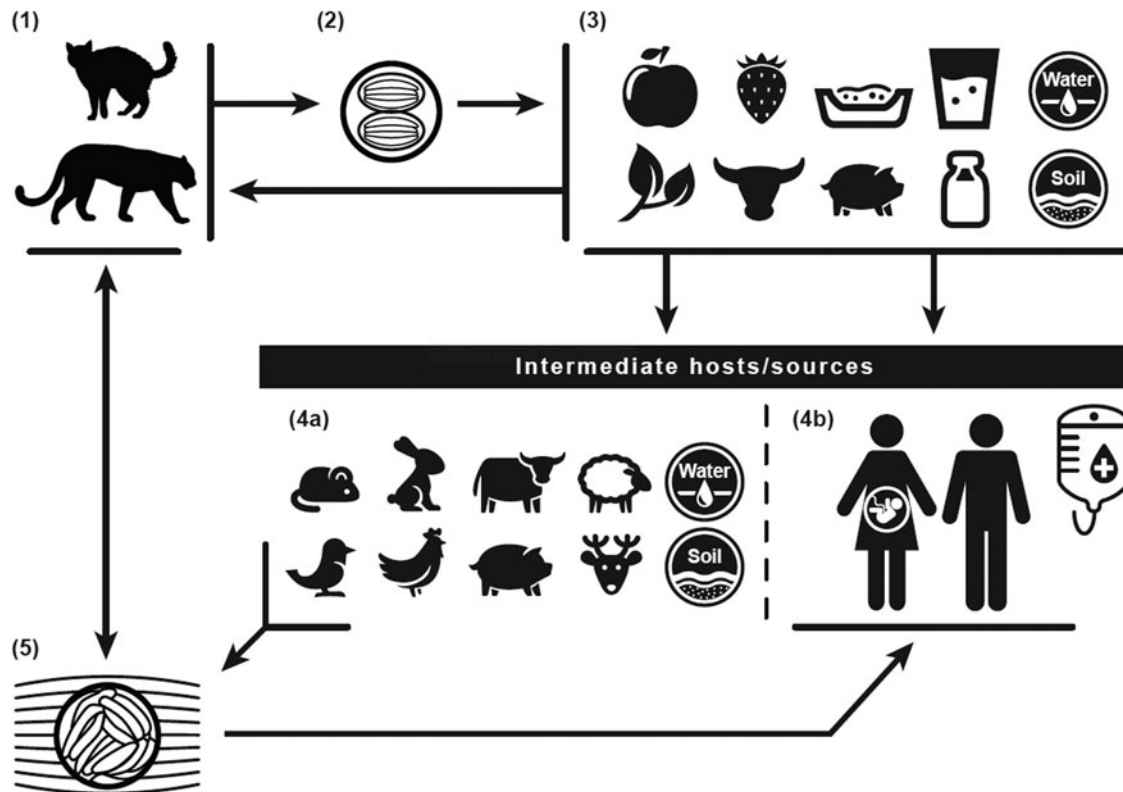 (1)
(2)
(3)
Water
Soil
Intermediate hosts/sources
(4a)
Water
Soil
(4b)
(5)